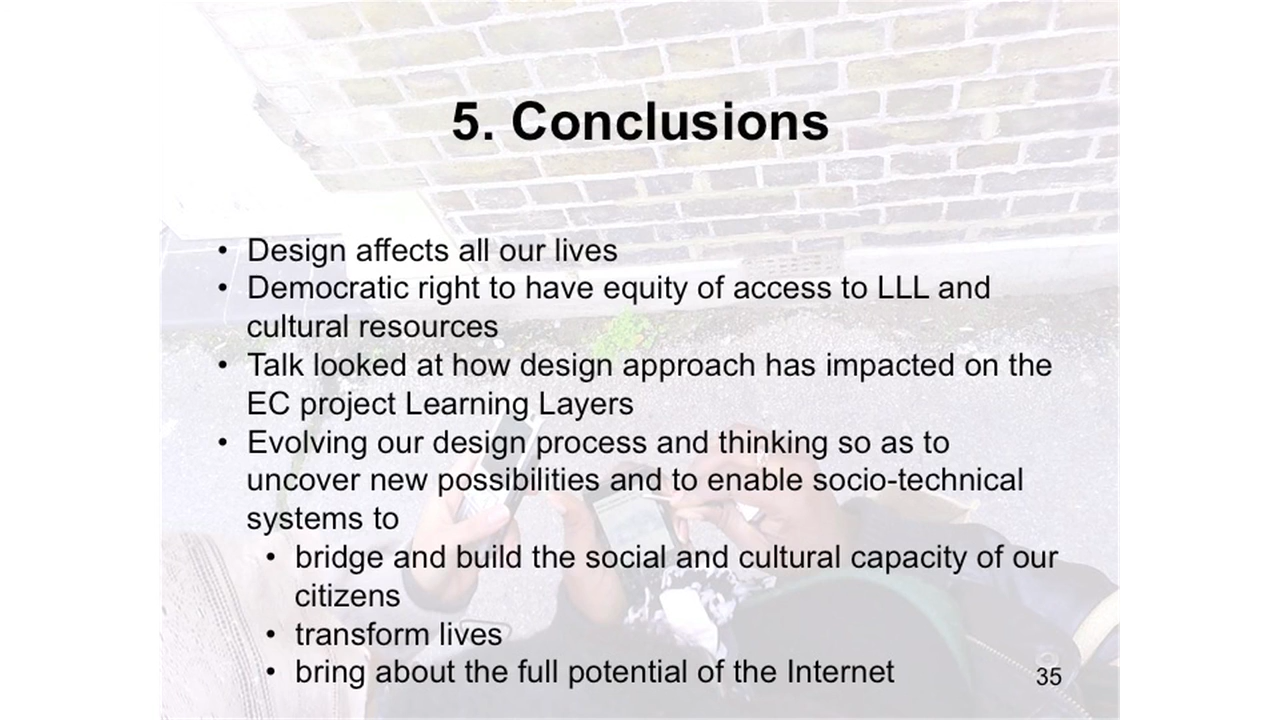 5. Conclusions
• Design affects all our lives
• Democratic right to have equity of access to LLL and
cultural resources
• Talk looked at how design approach has impacted on the
EC project Learning Layers
• Evolving our design process and thinking so as to
uncover new possibilities and to enable socio-technical
systems to
• bridge and build the social and cultural capacity of our
citizens
• transform lives
• bring about the full potential of the Internet
35